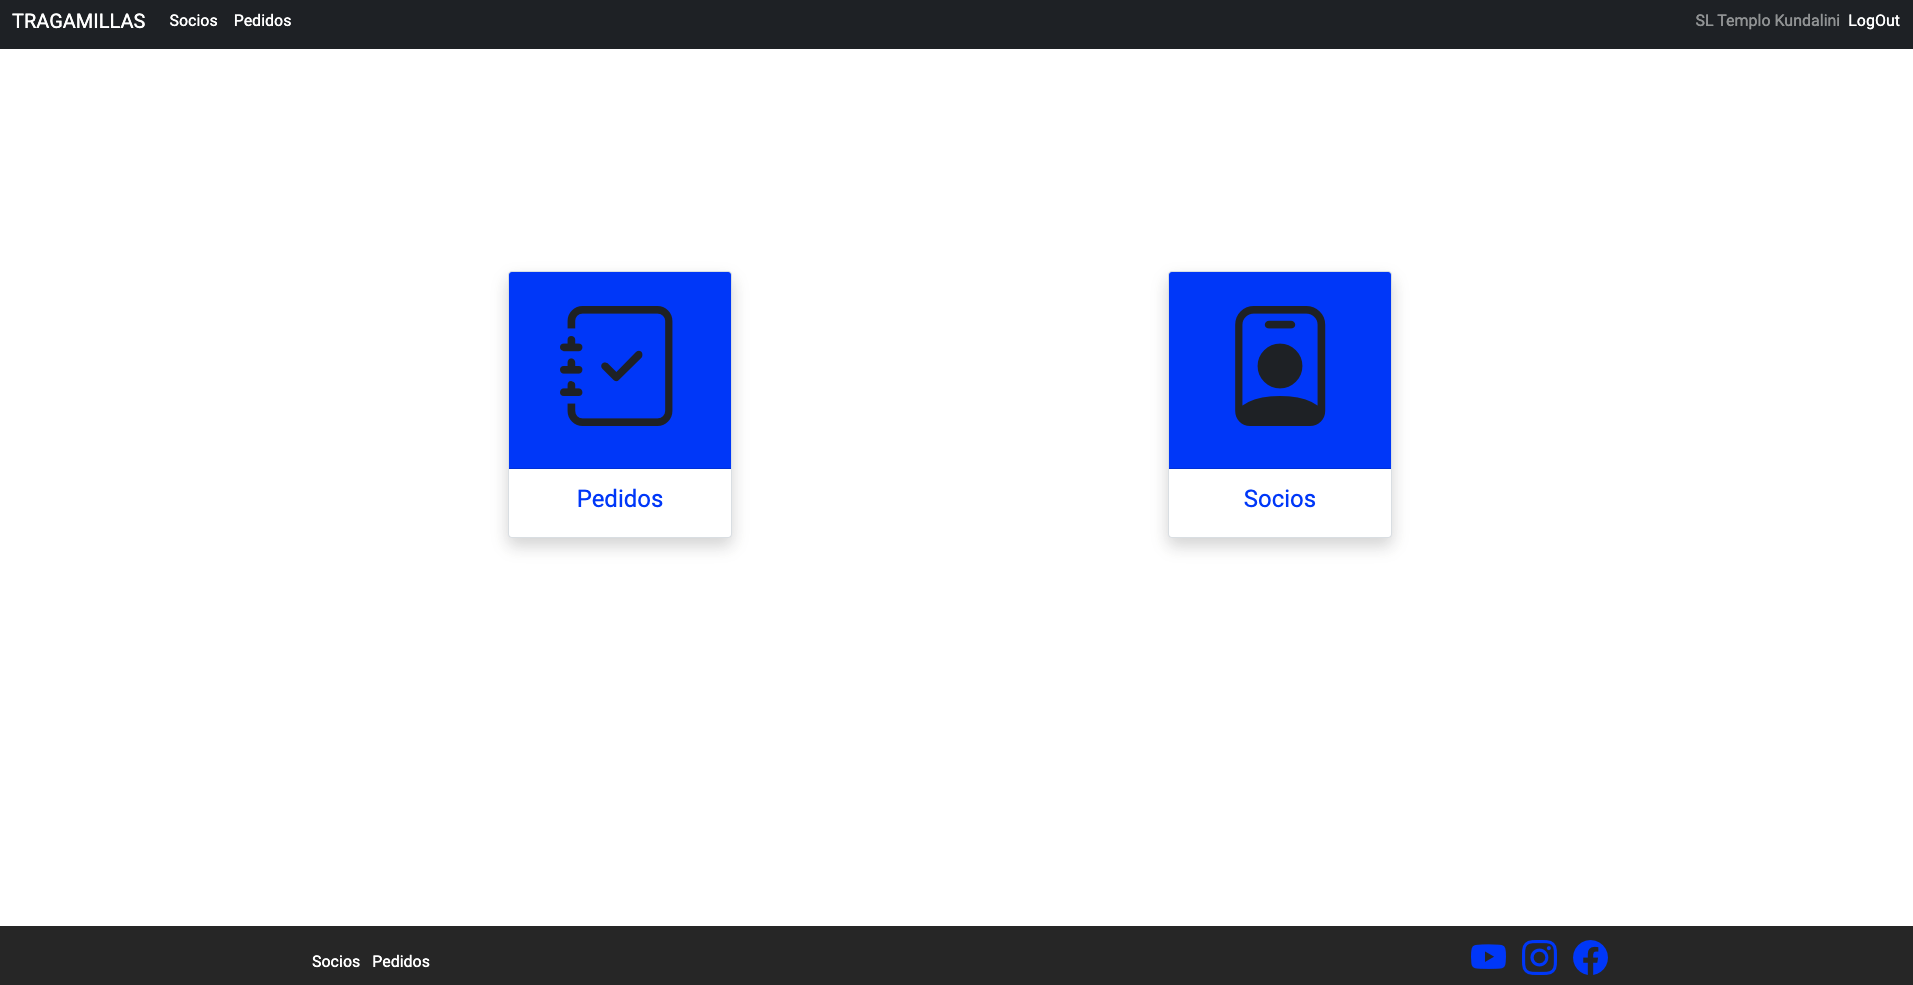 TRAGAMILLAS Socios Pedidos SL Templo Kundalini LogOut
Pedidos
Socios
Socios Pedidos